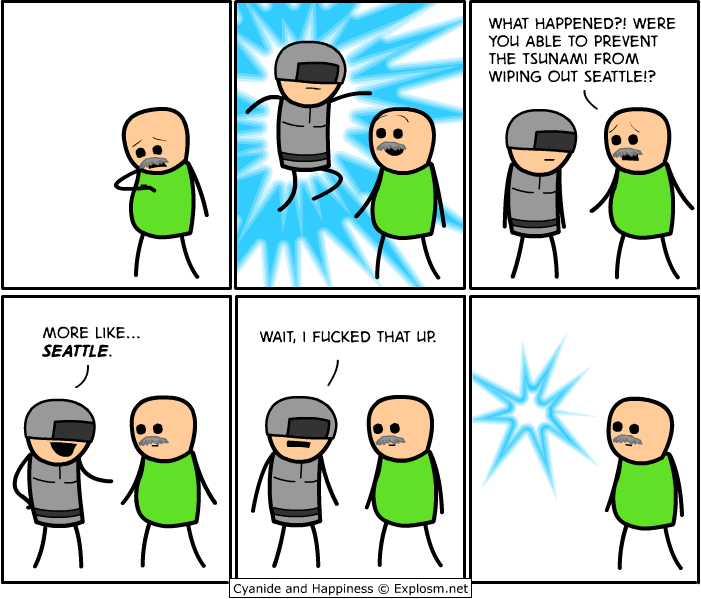 WHAT HAPPENED?! WERE
YOU ABLE TO PREVENT
THE TSUNAMI FROM
WIPING OUT SEATTLE!?
MORE LIKE...
SEATTLE.
WAIT, I FUCKED THAT UP.
Cyanide and Happiness © Explosm.net